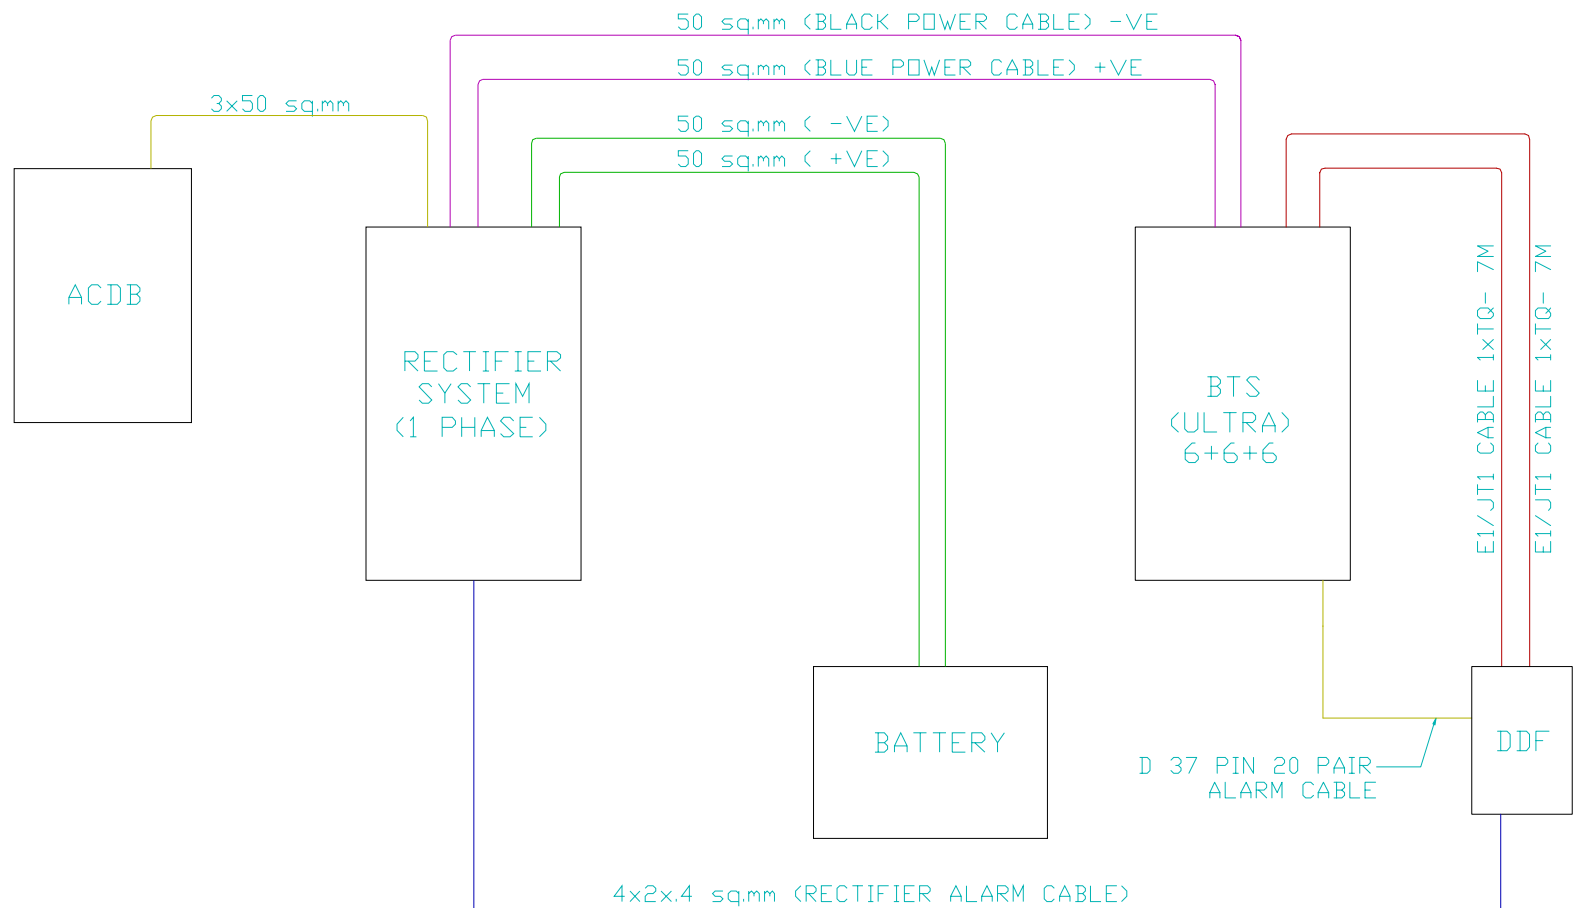 50 sq.mm (BLACK POWER CABLE) -VE
50 sq.mm (BLUE POWER CABLE) +VE
3x50 sq.mm
50 sq.mm ( -VE)
50 sq.mm ( +VE)
ACDB
RECTIFIER
SYSTEM
(1 PHASE)
BTS
(ULTRA)
6+6+6
E1/JT1 CABLE 1xTQ- 7M
E1/JT1 CABLE 1xTQ- 7M
BATTERY
DDF
D 37 PIN 20 PAIR
ALARM CABLE
4x2x.4 sq.mm (RECTIFIER ALARM CABLE)